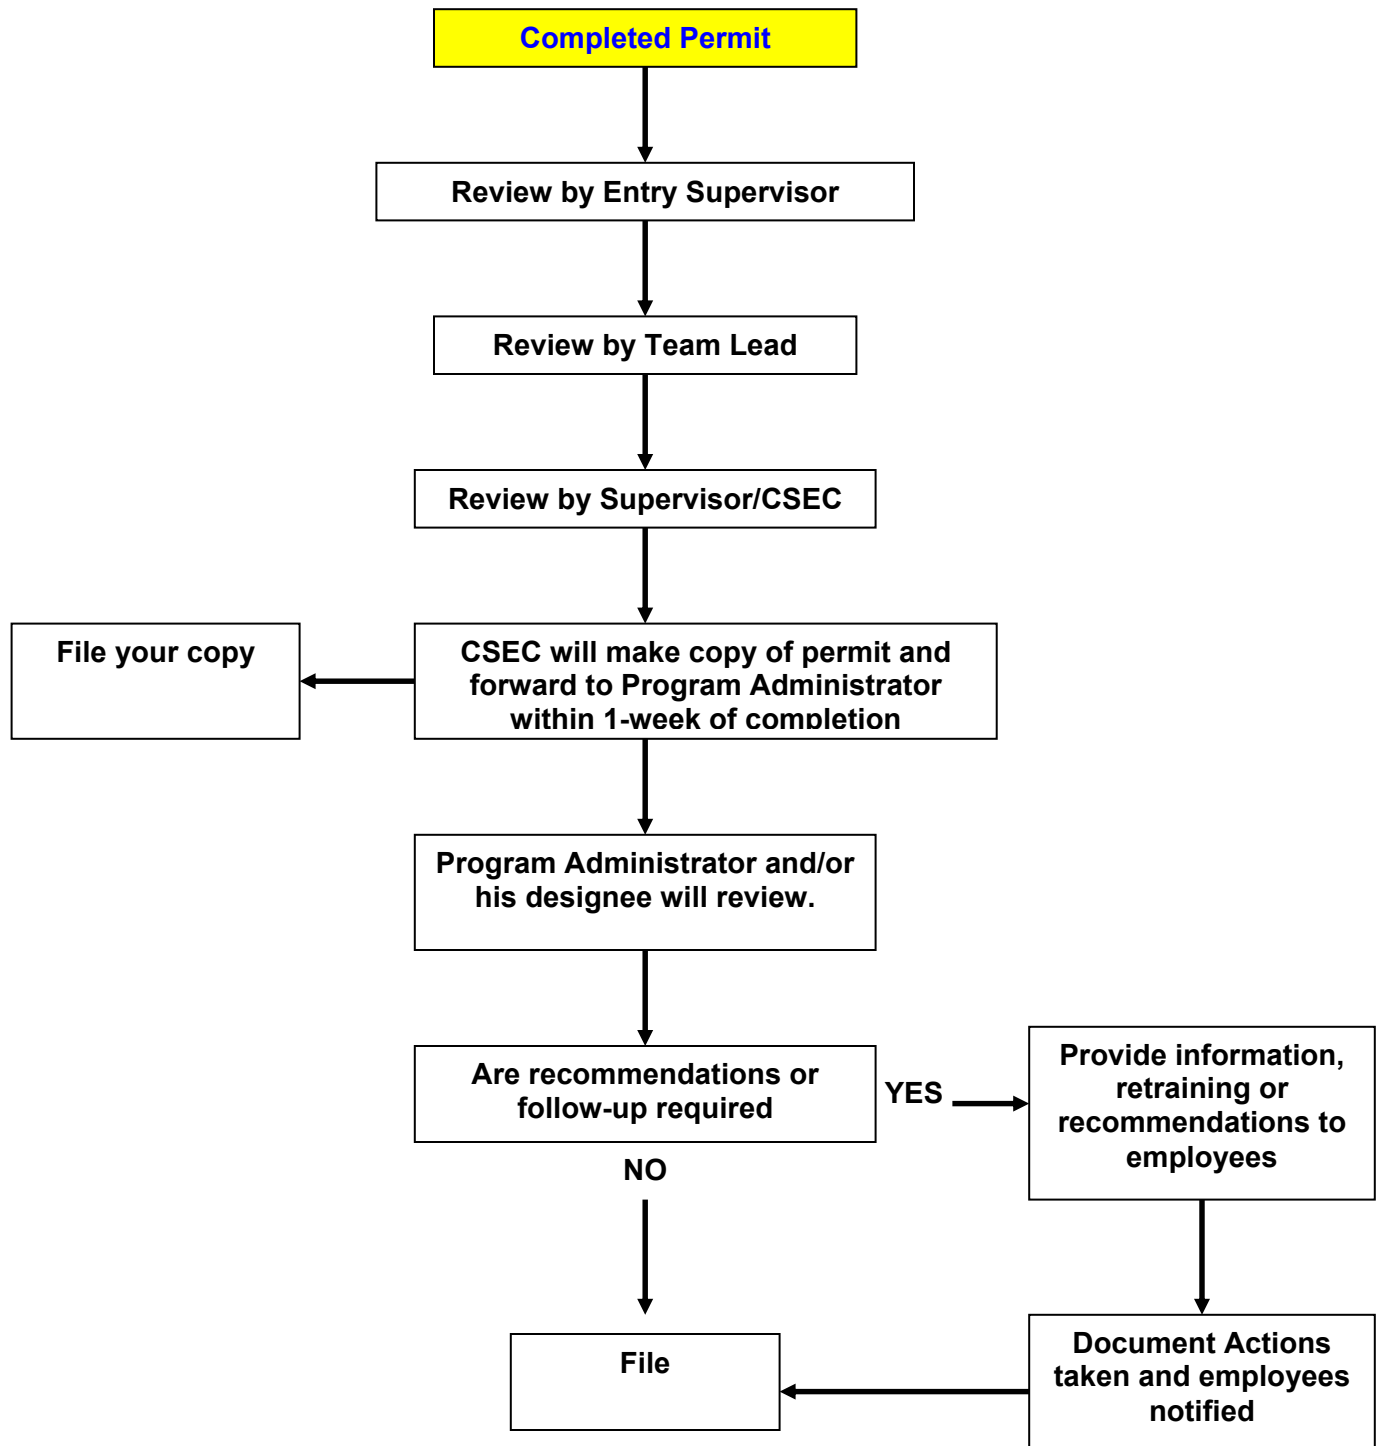 Completed Permit
Review by Entry Supervisor
Review by Team Lead
Review by Supervisor/CSEC
File your copy
CSEC will make copy of permit and
forward to Program Administrator
within 1-week of completion
Program Administrator and/or
his designee will review.
Are recommendations or
follow-up required
YES
Provide information,
retraining or
recommendations to
employees
NO
File
Document Actions
taken and employees
notified